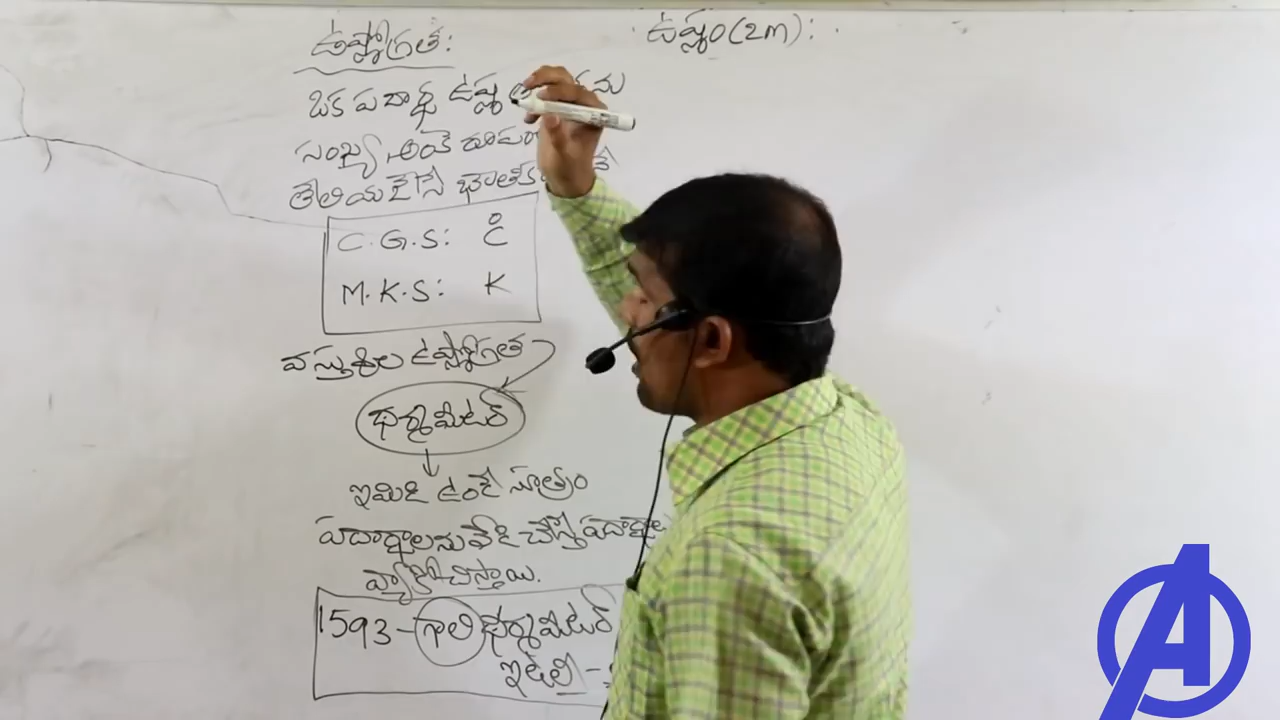 ఉష్ణోగ్రత:
ఒక పదార్థ ఉష్ణ ను
సంఖ్యా
తెలియజేసే భౌతిక
C.G.S: °C
M.K.S: K
వస్తువుల ఉష్ణోగ్రత
థర్మామీటర్
ఇమిడి ఉండే సూత్రం
పదార్థాలను వేడి చేస్తే పదార్థాలు
వ్యాకోచిస్తాయి.
1593 - గాలి థర్మామీటర్
ఇటలీ -
ఉష్ణం (2m):